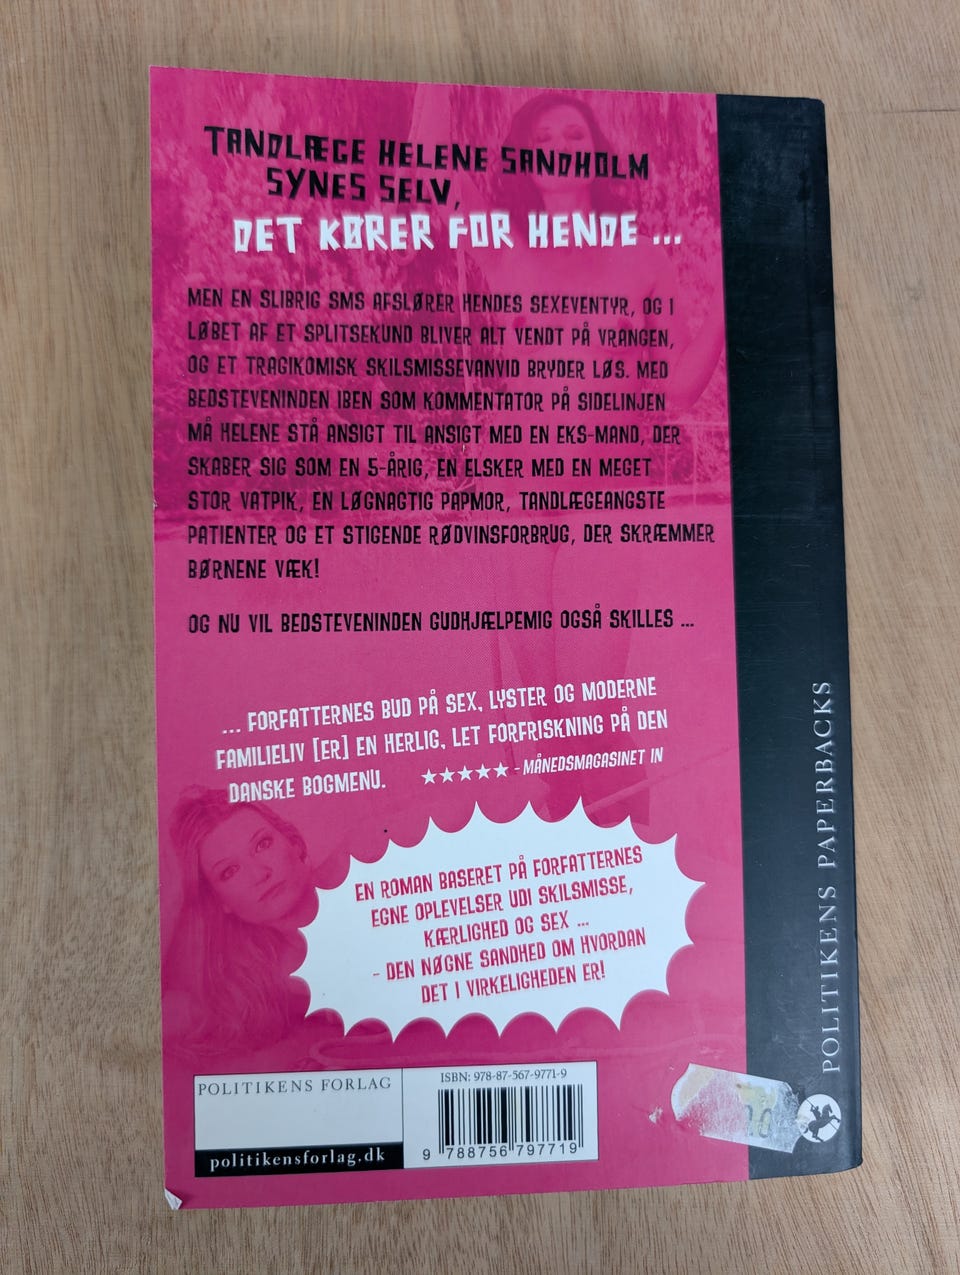 TANDLÆGE HELENE SANDHOLM
SYNES SELV,
DET KØRER FOR HENDE ...
MEN EN SLIBRIG SMS AFSLØRER HENDES SEXEVENTYR, OG I
LØBET AF ET SPLITSEKUND BLIVER ALT VENDT PÅ VRANGEN,
OG ET TRAGIKOMISK SKILSMISSEVANVID BRYDER LØS. MED
BEDSTEVENINDEN IBEN SOM KOMMENTATOR PÅ SIDELINJEN
MÅ HELENE STÅ ANSIGT TIL ANSIGT MED EN EKS-MAND, DER
SKABER SIG SOM EN 5-ÅRIG, EN ELSKER MED EN MEGET
STOR VATPIK, EN LØGNAGTIG PAPMOR, TANDLÆGEANGSTE
PATIENTER OG ET STIGENDE RØDVINSFORBRUG, DER SKRÆMMER
BØRNENE VÆK!
OG NU VIL BEDSTEVENINDEN GUDHJÆLPEMIG OGSÅ SKILLES ...
... FORFATTERNES BUD PÅ SEX, LYSTER OG MODERNE
FAMILIELIV [ER] EN HERLIG, LET FORFRISKNING PÅ DEN
DANSKE BOGMENU. ★★★★★ - MÅNEDSMAGASINET IN
EN ROMAN BASERET PÅ FORFATTERNES
EGNE OPLEVELSER UDI SKILSMISSE,
KÆRLIGHED OG SEX ...
- DEN NØGNE SANDHED OM HVORDAN
DET I VIRKELIGHEDEN ER!
POLITIKENS FORLAG
politikensforlag.dk
ISBN: 978-87-567-9771-9
9 788756 797719
POLITIKENS PAPERBACKS